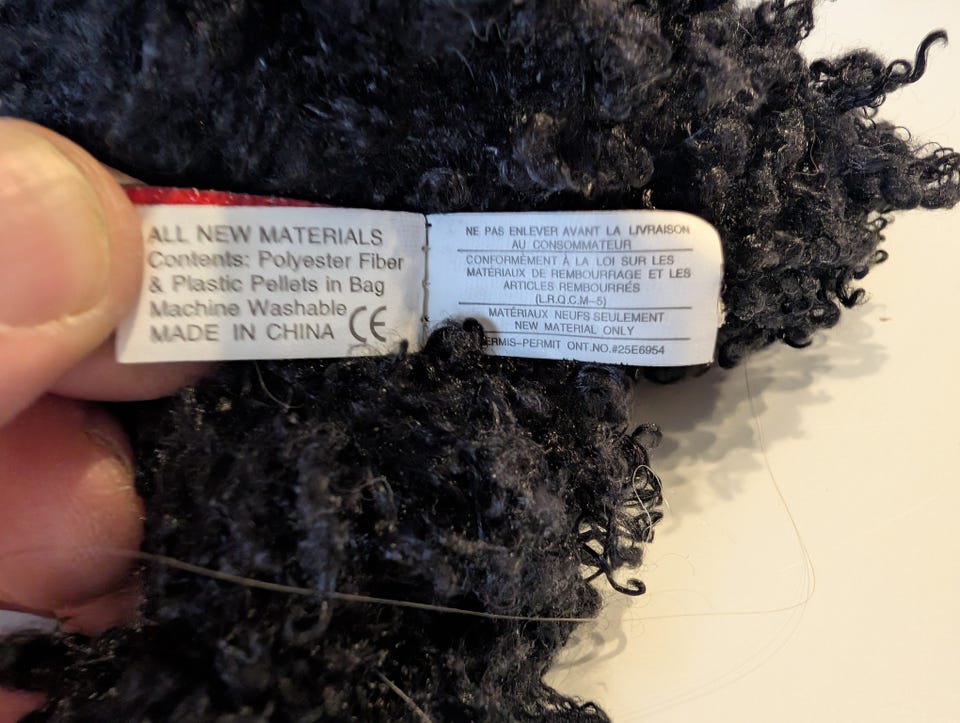 ALL NEW MATERIALS
Contents: Polyester Fiber
& Plastic Pellets in Bag
Machine Washable
MADE IN CHINA CE
NE PAS ENLEVER AVANT LA LIVRAISON
AU CONSOMMATEUR
CONFORMÈMENT À LA LOI SUR LES
MATÉRIAUX DE REMBOURRAGE ET LES
ARTICLES REMBOURRÉS
(L.R.Q.C.M-5)
MATÉRIAUX NEUFS SEULEMENT
NEW MATERIAL ONLY
ERMIS-PERMIT ONT.NO.#25E6954